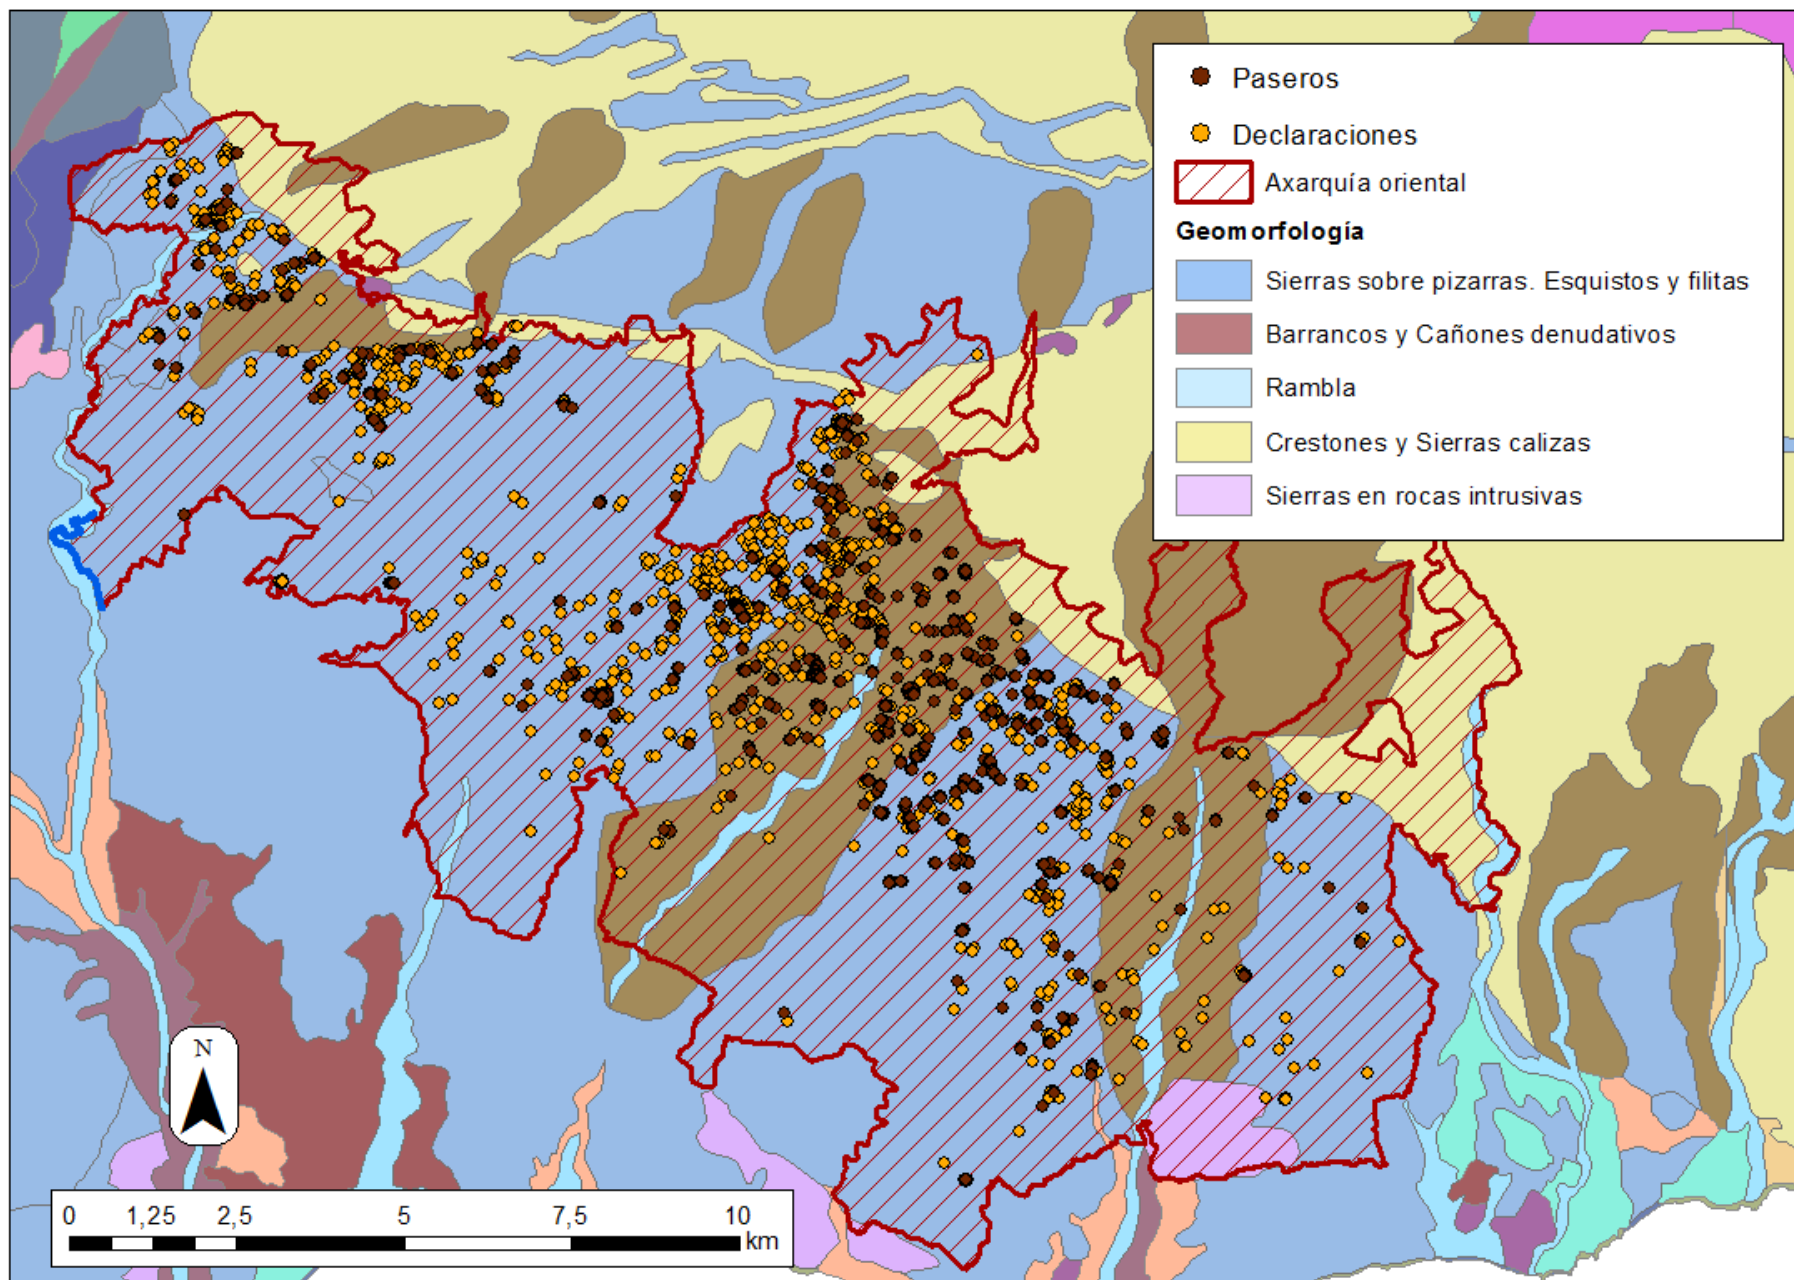 Paseros
Declaraciones
Axarquía oriental
Geomorfología
Sierras sobre pizarras. Esquistos y filitas
Barrancos y Cañones denudativos
Rambla
Crestones y Sierras calizas
Sierras en rocas intrusivas
N
0 1,25 2,5 5 7,5 10
km